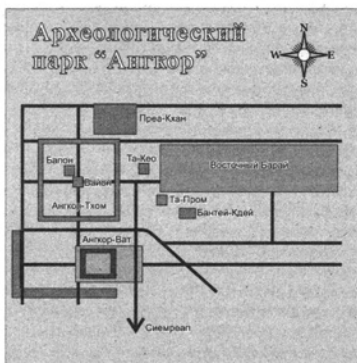 Археологический
парк “Ангкор”
N
W
E
S
Преа-Кхан
Бапон
Та-Кео
Восточный Барай
Байон
Ангкор-Тхом
Та-Пром
Бантей-Кдей
Ангкор-Ват
Сиемреап